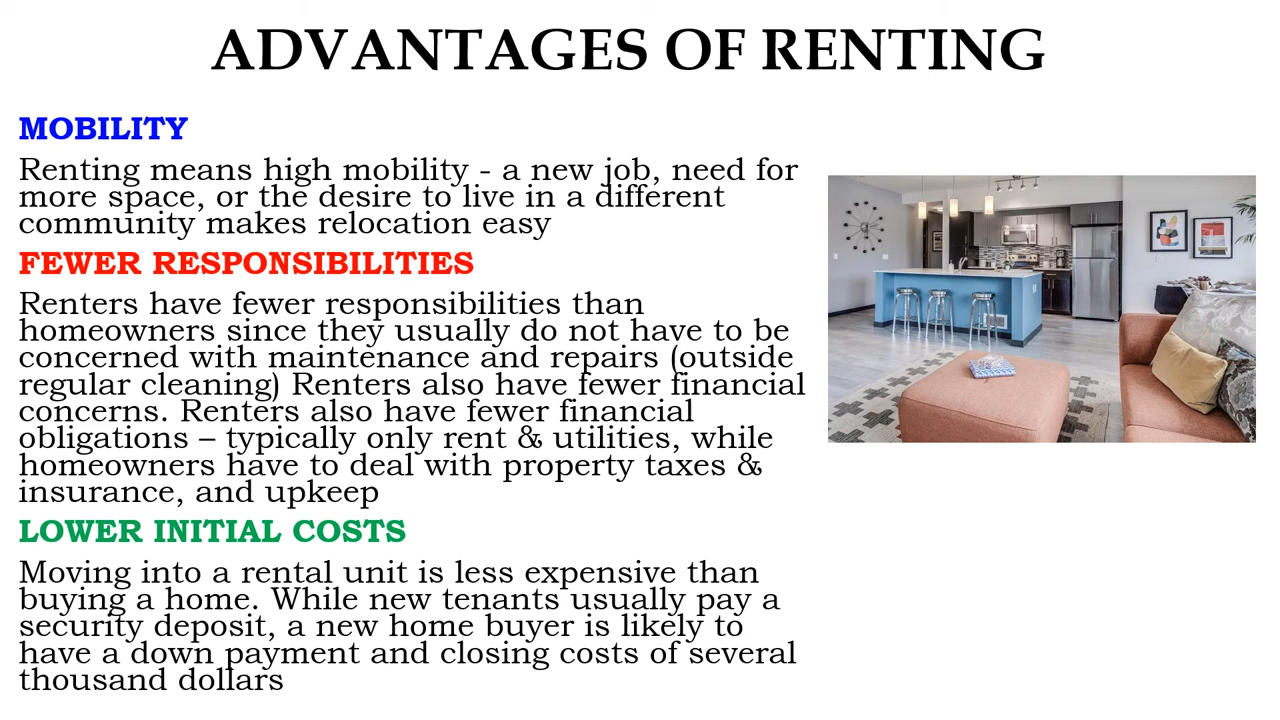 ADVANTAGES OF RENTING
MOBILITY
Renting means high mobility - a new job, need for
more space, or the desire to live in a different
community makes relocation easy
FEWER RESPONSIBILITIES
Renters have fewer responsibilities than
homeowners since they usually do not have to be
concerned with maintenance and repairs (outside
regular cleaning) Renters also have fewer financial
concerns. Renters also have fewer financial
obligations – typically only rent & utilities, while
homeowners have to deal with property taxes &
insurance, and upkeep
LOWER INITIAL COSTS
Moving into a rental unit is less expensive than
buying a home. While new tenants usually pay a
security deposit, a new home buyer is likely to
have a down payment and closing costs of several
thousand dollars